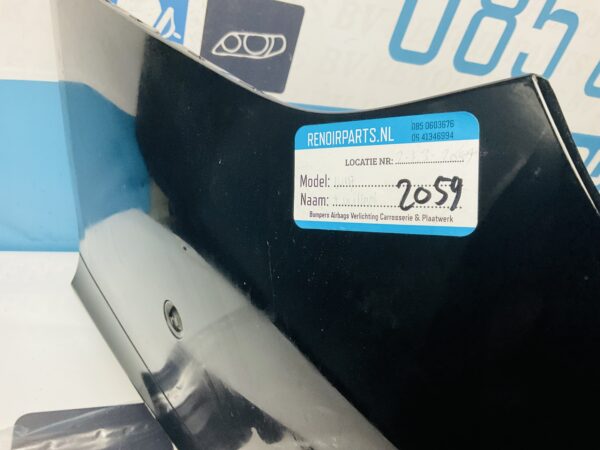 085
RENOIRPARTS.NL
085 0603676
06 41346994
LOCATIE NR:
Model:
Naam:
2059
Bumpers Airbags Verlichting Carrosserie & Plaatwerk